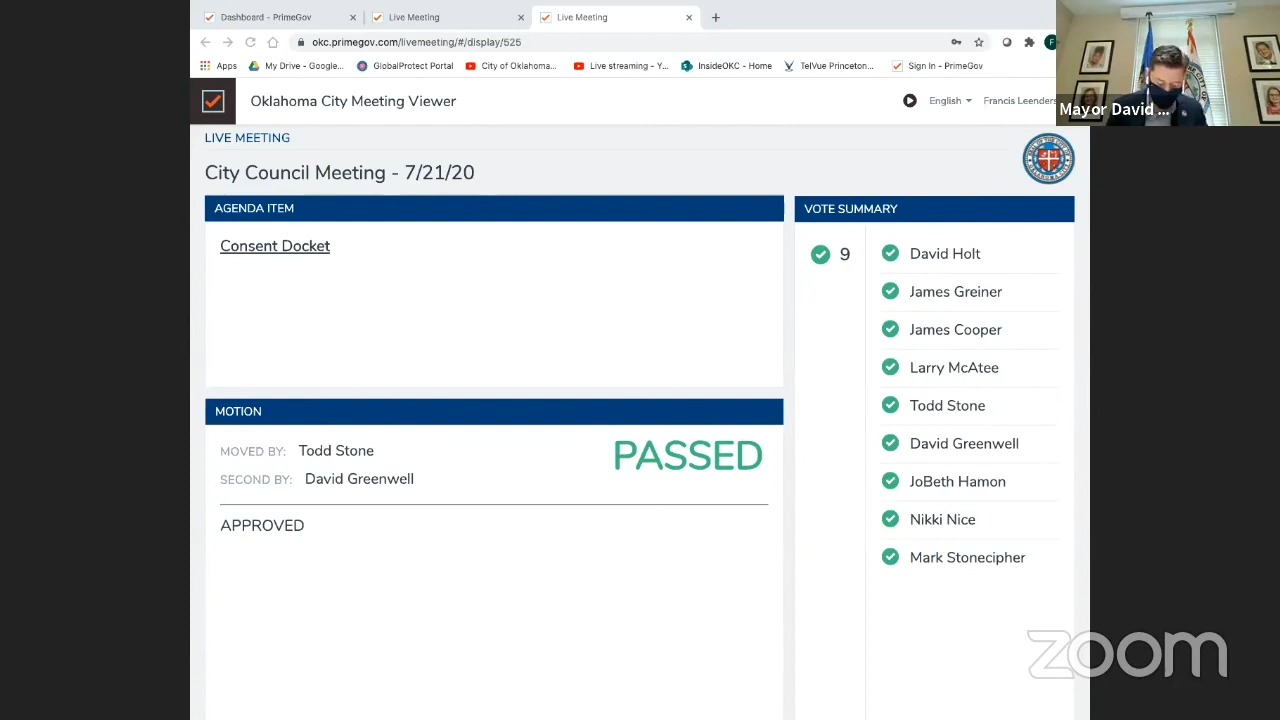 Dashboard - PrimeGov
Live Meeting
Live Meeting
okc.primegov.com/livemeeting/#/display/525
Apps
My Drive - Google...
GlobalProtect Portal
City of Oklahoma...
Live streaming - Y...
InsideOKC - Home
TelVue Princeton...
Sign In - PrimeGov
Oklahoma City Meeting Viewer
English
Francis Leenders
Mayor David ...
LIVE MEETING
City Council Meeting - 7/21/20
AGENDA ITEM
Consent Docket
MOTION
MOVED BY: Todd Stone
SECOND BY: David Greenwell
PASSED
APPROVED
VOTE SUMMARY
9
David Holt
James Greiner
James Cooper
Larry McAtee
Todd Stone
David Greenwell
JoBeth Hamon
Nikki Nice
Mark Stonecipher
zoom